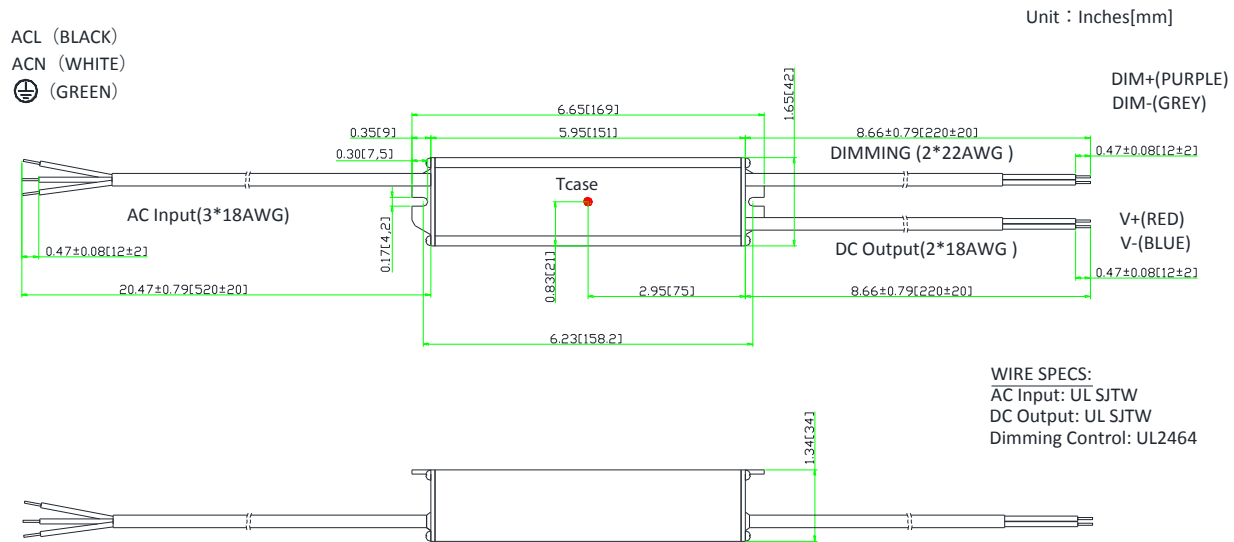 Unit：Inches[mm]
ACL（BLACK）
ACN（WHITE）
（GREEN）
DIM+(PURPLE)
DIM-(GREY)
6.65[169]
1.65[42]
0.35[9]
5.95[151]
8.66±0.79[220±20]
0.30[7,5]
DIMMING (2*22AWG )
0.47±0.08[12±2]
Tcase
AC Input(3*18AWG)
V+(RED)
V-(BLUE)
0.47±0.08[12±2]
0.17[4,2]
0.83[21]
DC Output(2*18AWG )
0.47±0.08[12±2]
20.47±0.79[520±20]
2.95[75]
8.66±0.79[220±20]
6.23[158.2]
WIRE SPECS:
AC Input: UL SJTW
DC Output: UL SJTW
Dimming Control: UL2464
1.34[34]